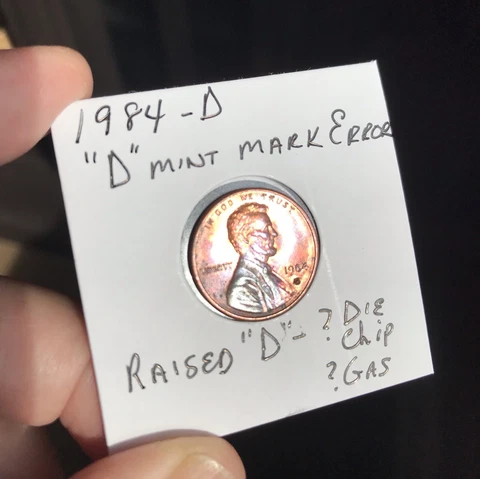 1984-D
"D" MINT MARK ERROR
IN GOD WE TRUST
LIBERTY 1984
RAISED "D"- ? DIE
? Chip
? GAS